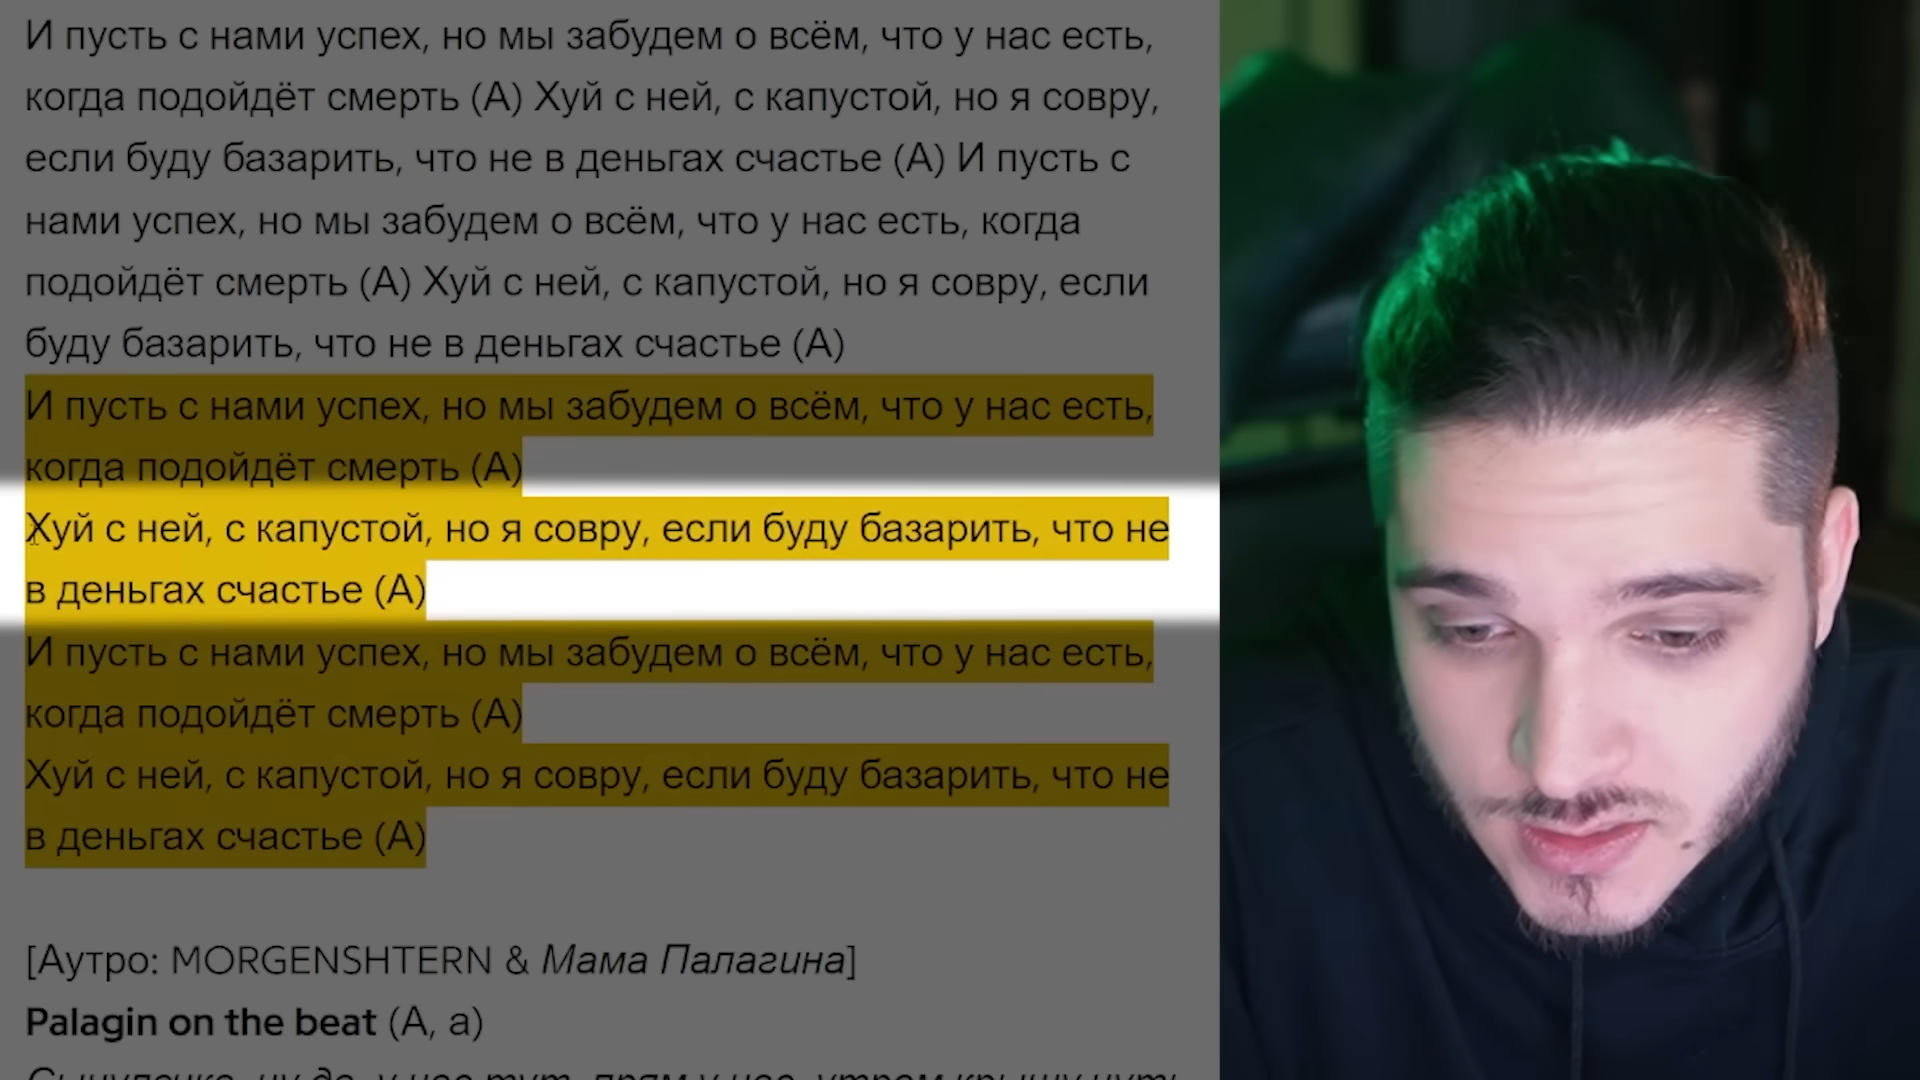 И пусть с нами успех, но мы забудем о всём, что у нас есть,
когда подойдёт смерть (А) Хуй с ней, с капустой, но я совру,
если буду базарить, что не в деньгах счастье (А) И пусть с
нами успех, но мы забудем о всём, что у нас есть, когда
подойдёт смерть (А) Хуй с ней, с капустой, но я совру, если
буду базарить, что не в деньгах счастье (А)
И пусть с нами успех, но мы забудем о всём, что у нас есть,
когда подойдёт смерть (А)
Хуй с ней, с капустой, но я совру, если буду базарить, что не
в деньгах счастье (А)
И пусть с нами успех, но мы забудем о всём, что у нас есть,
когда подойдёт смерть (А)
Хуй с ней, с капустой, но я совру, если буду базарить, что не
в деньгах счастье (А)
[Аутро: MORGENSHTERN & Мама Палагина]
Palagin on the beat (А, а)